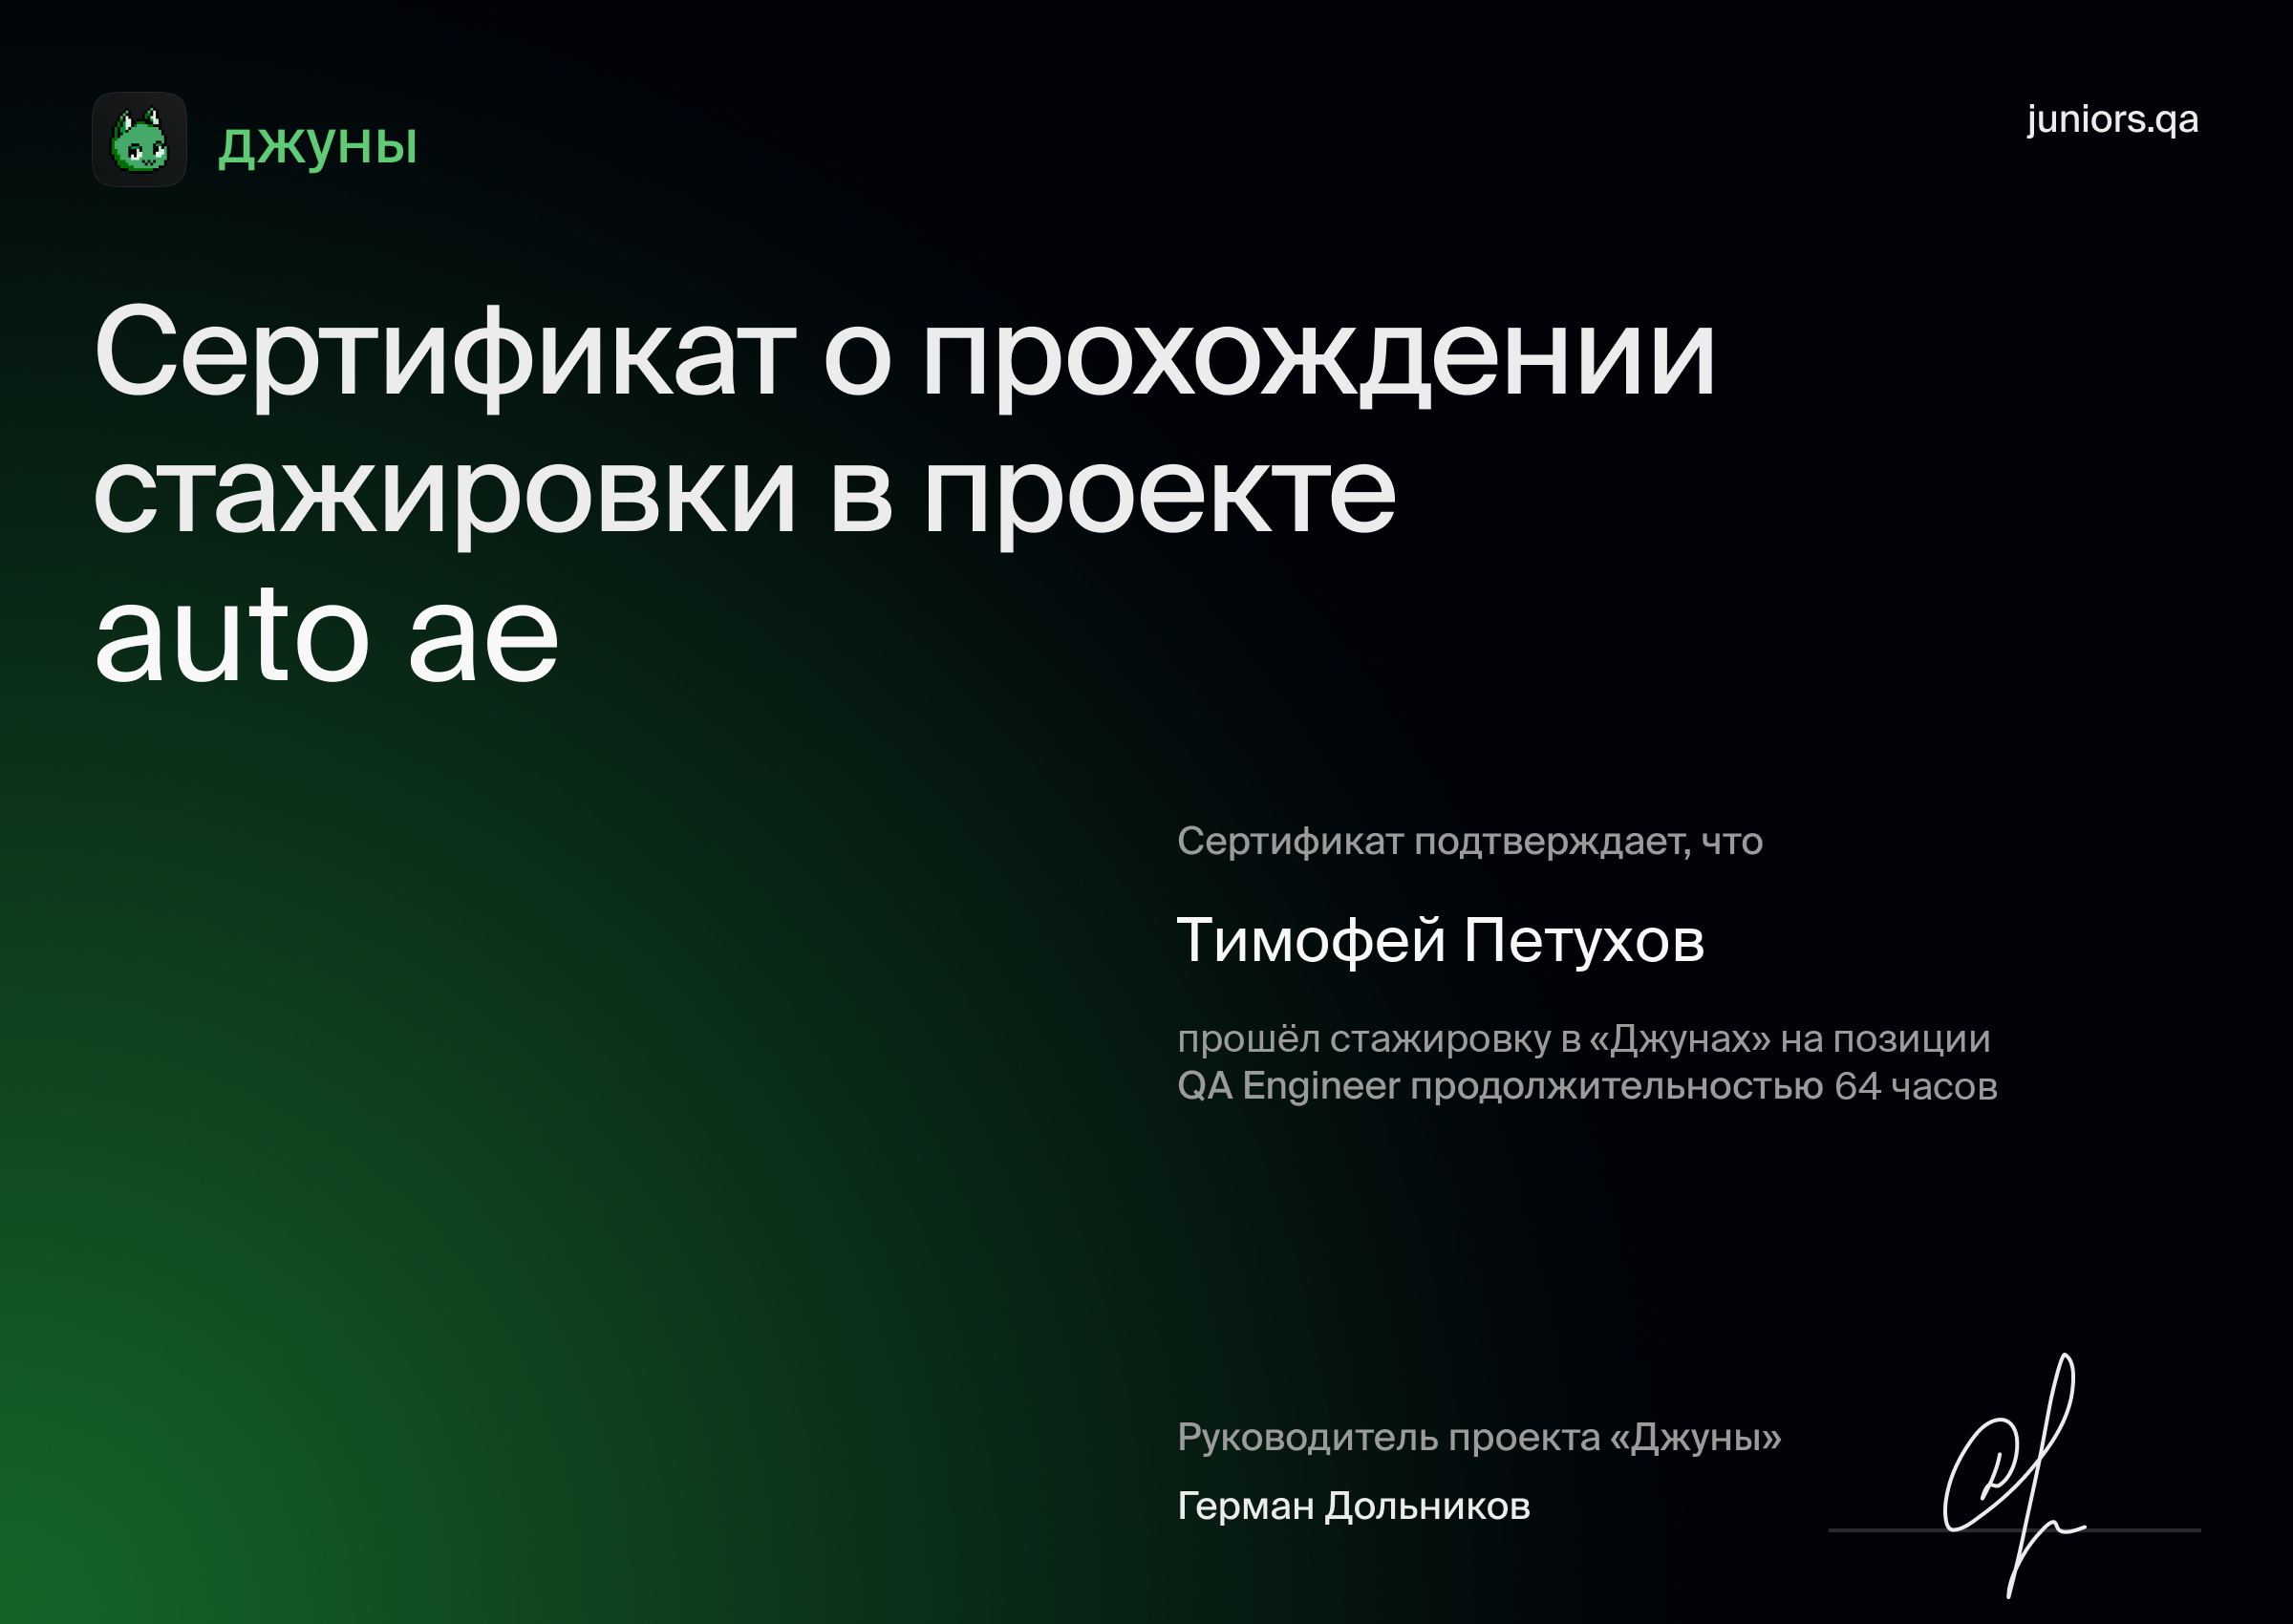 джуны
juniors.qa
Сертификат о прохождении
стажировки в проекте
auto ae
Сертификат подтверждает, что
Тимофей Петухов
прошёл стажировку в «Джунах» на позиции
QA Engineer продолжительностью 64 часов
Руководитель проекта «Джуны»
Герман Дольников